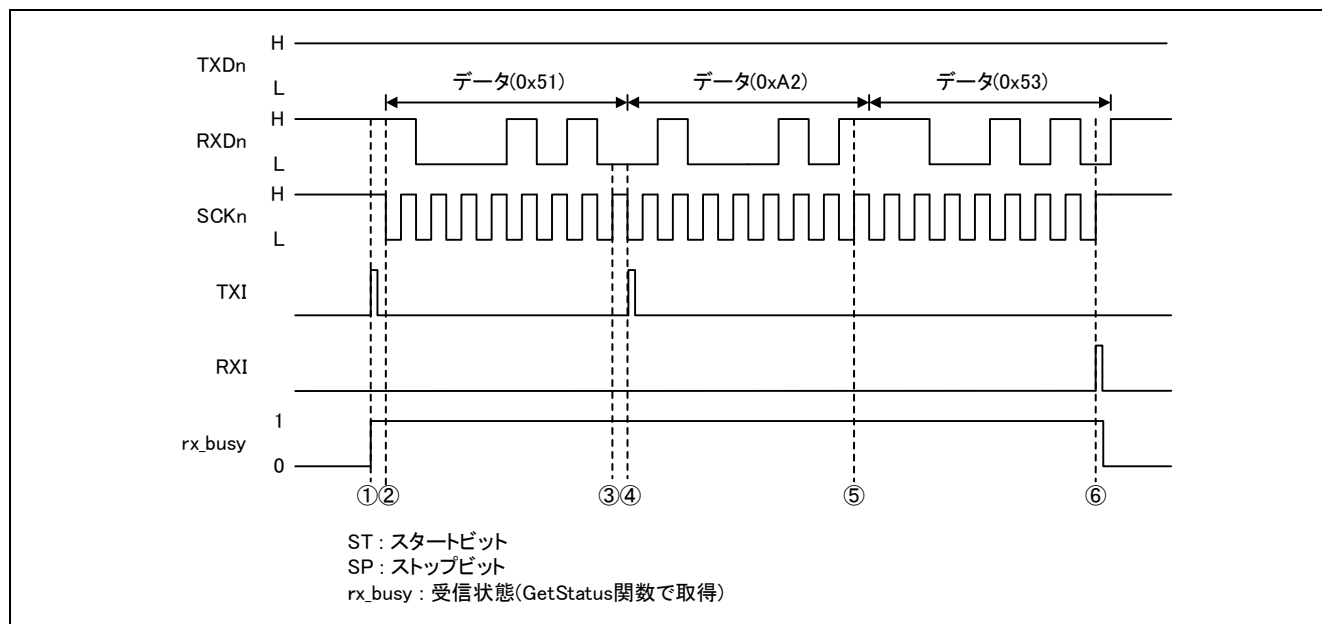 H
TXDn
L
データ(0x51)
データ(0xA2)
データ(0x53)
H
RXDn
L
H
SCKn
L
TXI
RXI
1
rx_busy
0
①② ③④ ⑤ ⑥
ST : スタートビット
SP : ストップビット
rx_busy : 受信状態(GetStatus関数で取得)